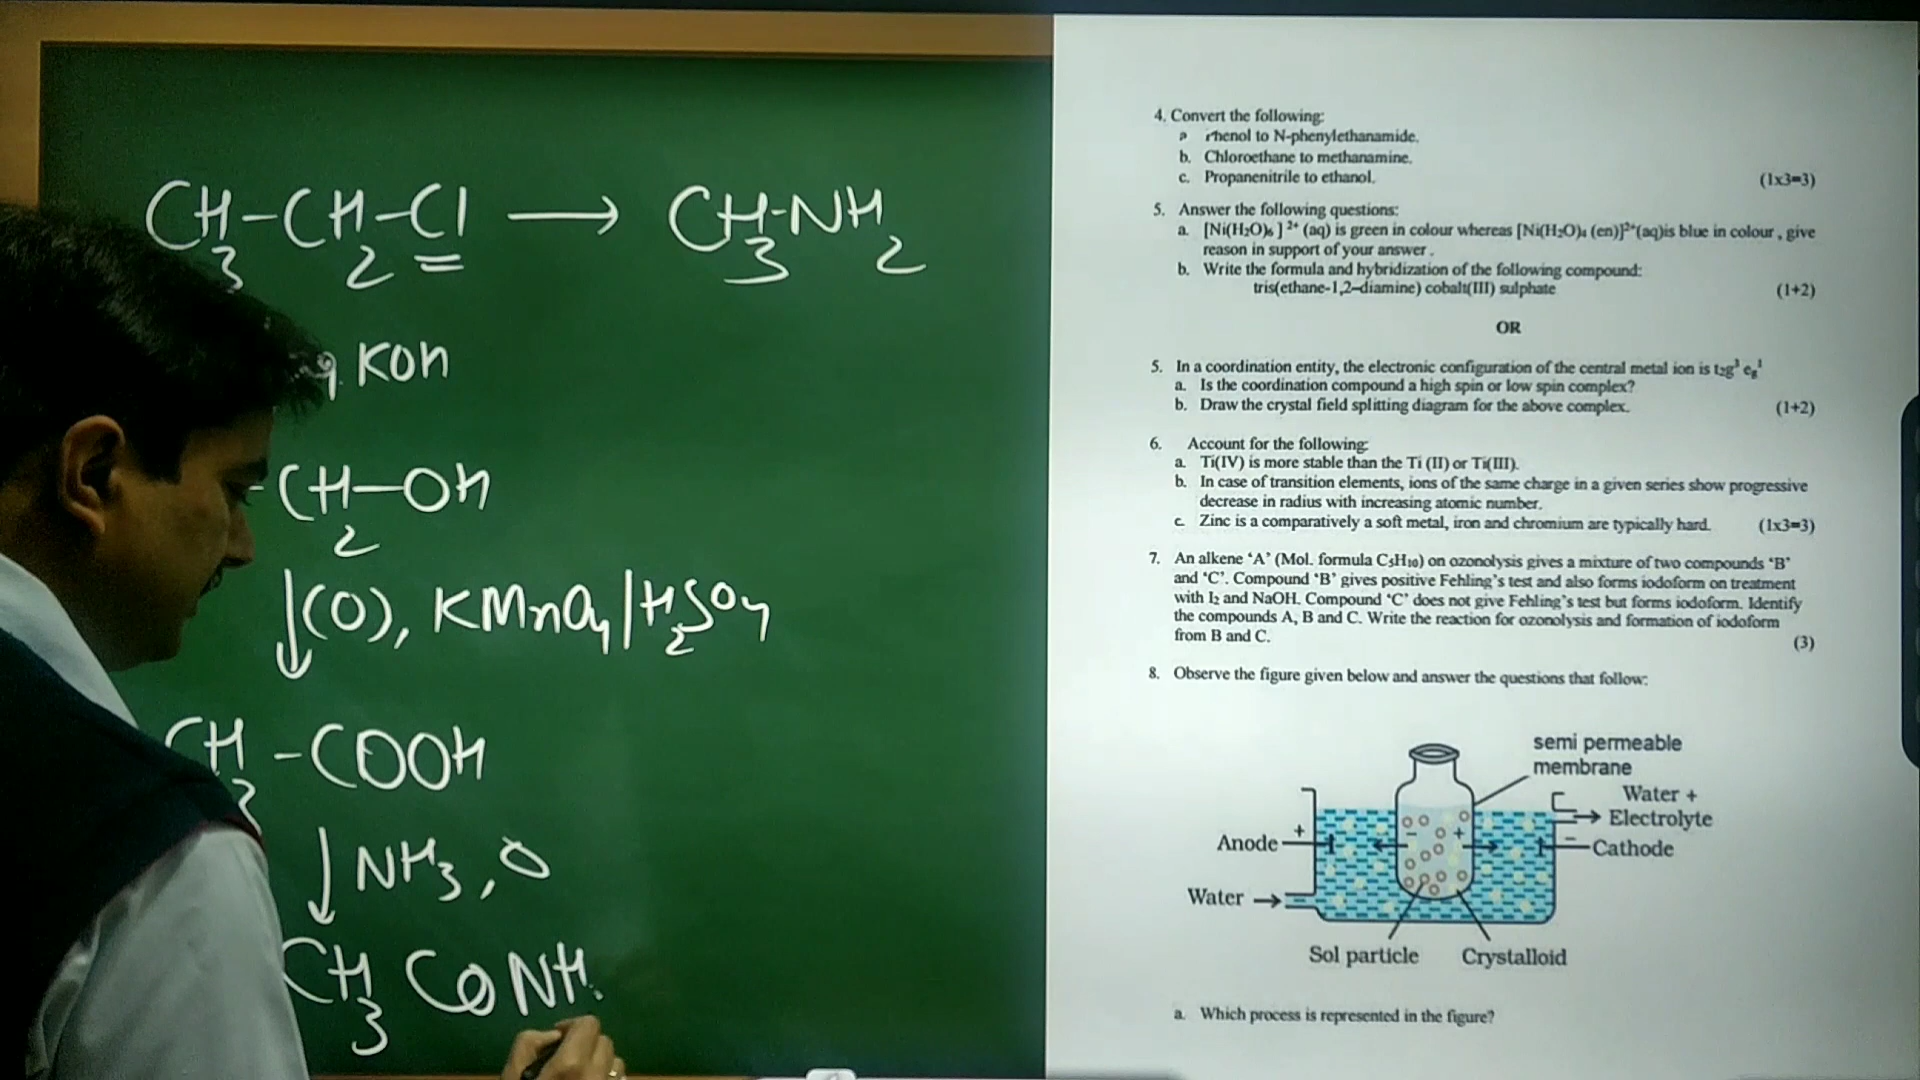 CH3-CH2-Cl → CH3-NH2
KOH
-CH2-OH
(O), KMnO4/H2SO4
CH3-COOH
NH3, Δ
CH3CONH
4. Convert the following:
a Phenol to N-phenylethanamide.
b. Chloroethane to methanamine.
c. Propanenitrile to ethanol. (1x3=3)
5. Answer the following questions:
a. [Ni(H2O)6 ] 2+ (aq) is green in colour whereas [Ni(H2O)4 (en)]2+(aq)is blue in colour , give
reason in support of your answer .
b. Write the formula and hybridization of the following compound:
tris(ethane-1,2–diamine) cobalt(III) sulphate (1+2)
OR
5. In a coordination entity, the electronic configuration of the central metal ion is t2g3 eg1
a. Is the coordination compound a high spin or low spin complex?
b. Draw the crystal field splitting diagram for the above complex. (1+2)
6. Account for the following:
a. Ti(IV) is more stable than the Ti (II) or Ti(III).
b. In case of transition elements, ions of the same charge in a given series show progressive
decrease in radius with increasing atomic number.
c. Zinc is a comparatively a soft metal, iron and chromium are typically hard. (1x3=3)
7. An alkene ‘A’ (Mol. formula C5H10) on ozonolysis gives a mixture of two compounds ‘B’
and ‘C’. Compound ‘B’ gives positive Fehling’s test and also forms iodoform on treatment
with I2 and NaOH. Compound ‘C’ does not give Fehling’s test but forms iodoform. Identify
the compounds A, B and C. Write the reaction for ozonolysis and formation of iodoform
from B and C. (3)
8. Observe the figure given below and answer the questions that follow:
semi permeable
membrane
Water +
Electrolyte
Anode +
− Cathode
− +
Water
Sol particle Crystalloid
a. Which process is represented in the figure?